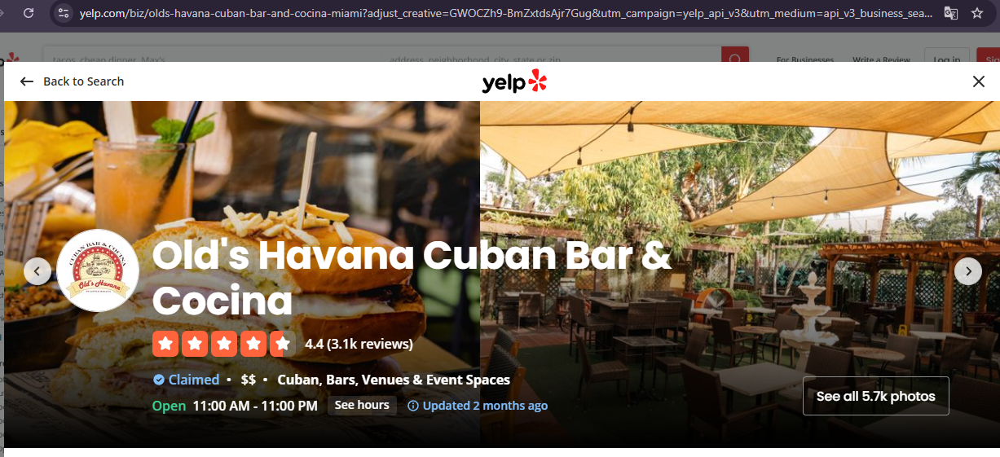 yelp.com/biz/olds-havana-cuban-bar-and-cocina-miami?adjust_creative=GWOCZh9-BmZxtdsAjr7Gug&utm_campaign=yelp_api_v3&utm_medium=api_v3_business_sea...
tacos, cheap dinner, Max's
address, neighborhood, city, state or zip
For Businesses
Write a Review
Log in
Back to Search
yelp
CUBAN BAR & COCINA
Old's Havana
Old's Havana Cuban Bar &
Cocina
4.4 (3.1k reviews)
Claimed • $$ • Cuban, Bars, Venues & Event Spaces
Open 11:00 AM - 11:00 PM See hours Updated 2 months ago
See all 5.7k photos